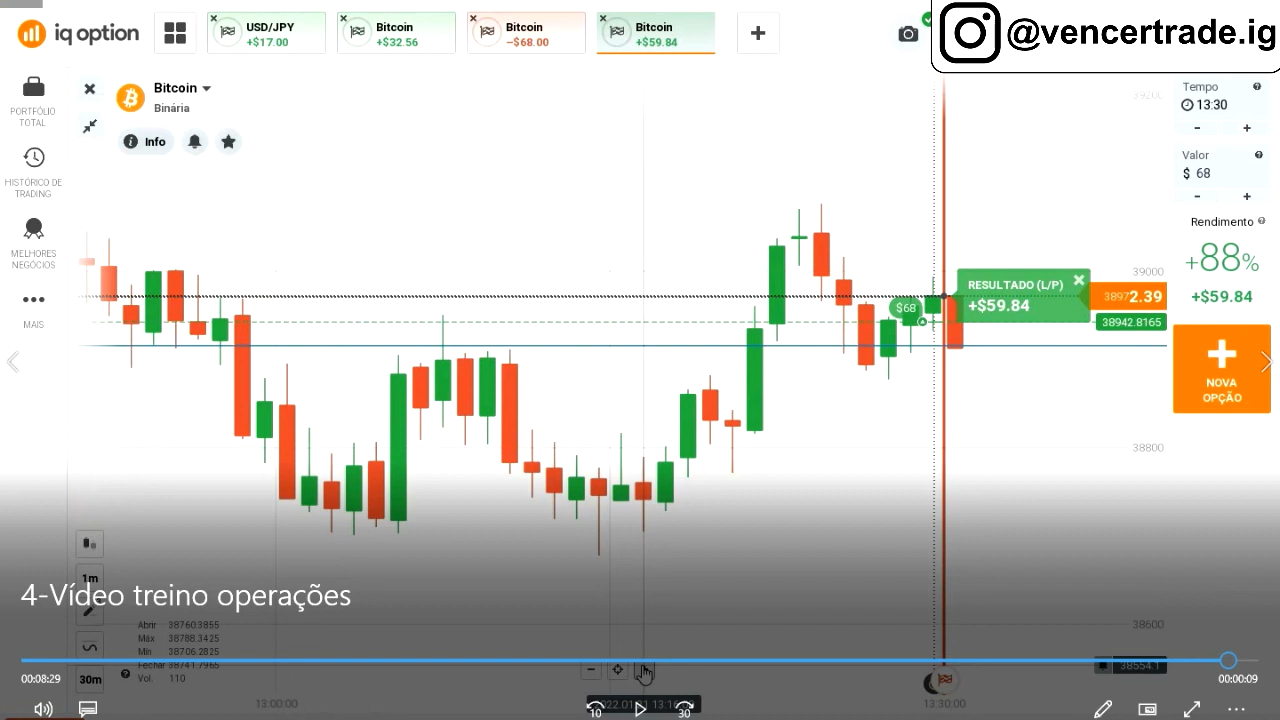 iq option
USD/JPY
+$17.00
Bitcoin
+$32.56
Bitcoin
−$68.00
Bitcoin
+$59.84
@vencertrade.ig
PORTFÓLIO
TOTAL
HISTÓRICO DE
TRADING
MELHORES
NEGÓCIOS
MAIS
Bitcoin
Binária
Info
39200
39000
38972.39
38942.8165
38800
38600
38554.1
$68
RESULTADO (L/P)
+$59.84
Tempo
13:30
- +
Valor
$ 68
- +
Rendimento
+88%
+$59.84
NOVA
OPÇÃO
1m
4-Vídeo treino operações
Abrir 38760.3855
Máx 38788.3425
Mín 38706.2825
Fechar 38741.7965
Vol. 110
30m
00:08:29
00:00:09
13:00:00
13:30:00
10
30